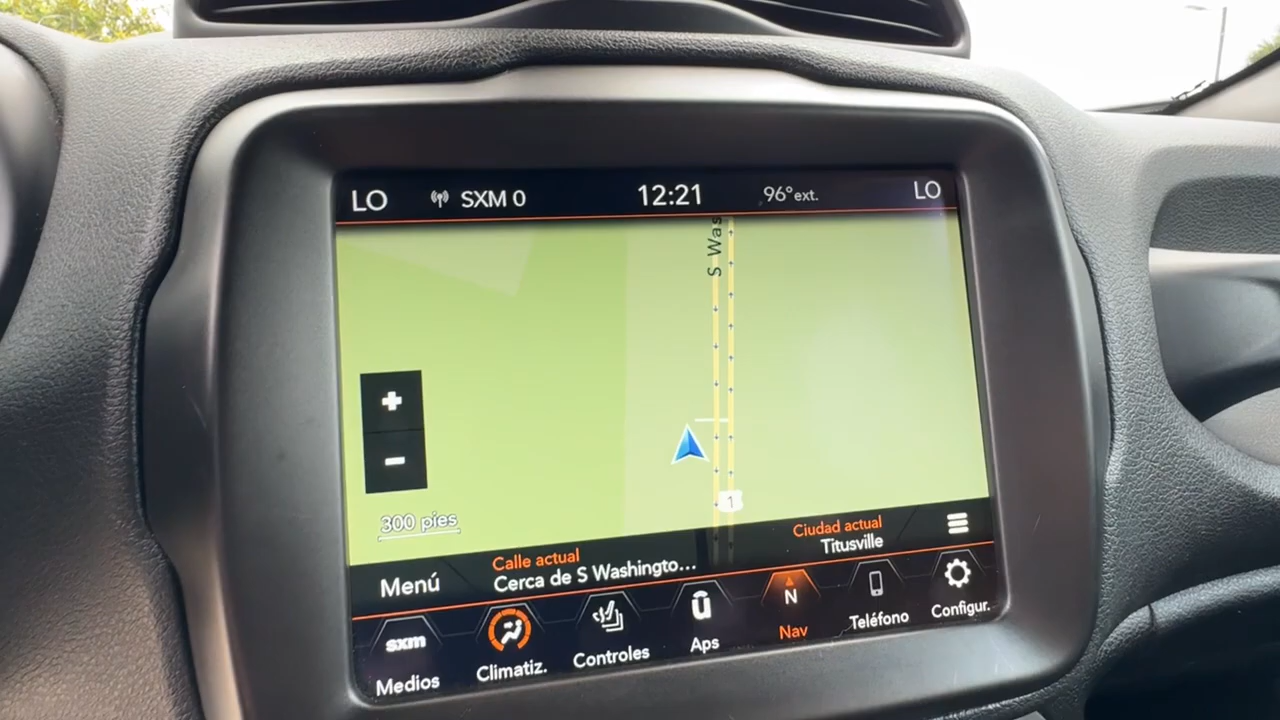 LO SXM 0 12:21 96° ext. LO
S Was
+
-
1
300 pies
Ciudad actual
Titusville
Calle actual
Cerca de S Washingto...
Menú
N
sxm
Medios
Climatiz.
Controles
û
Aps
Nav
Teléfono
Configur.